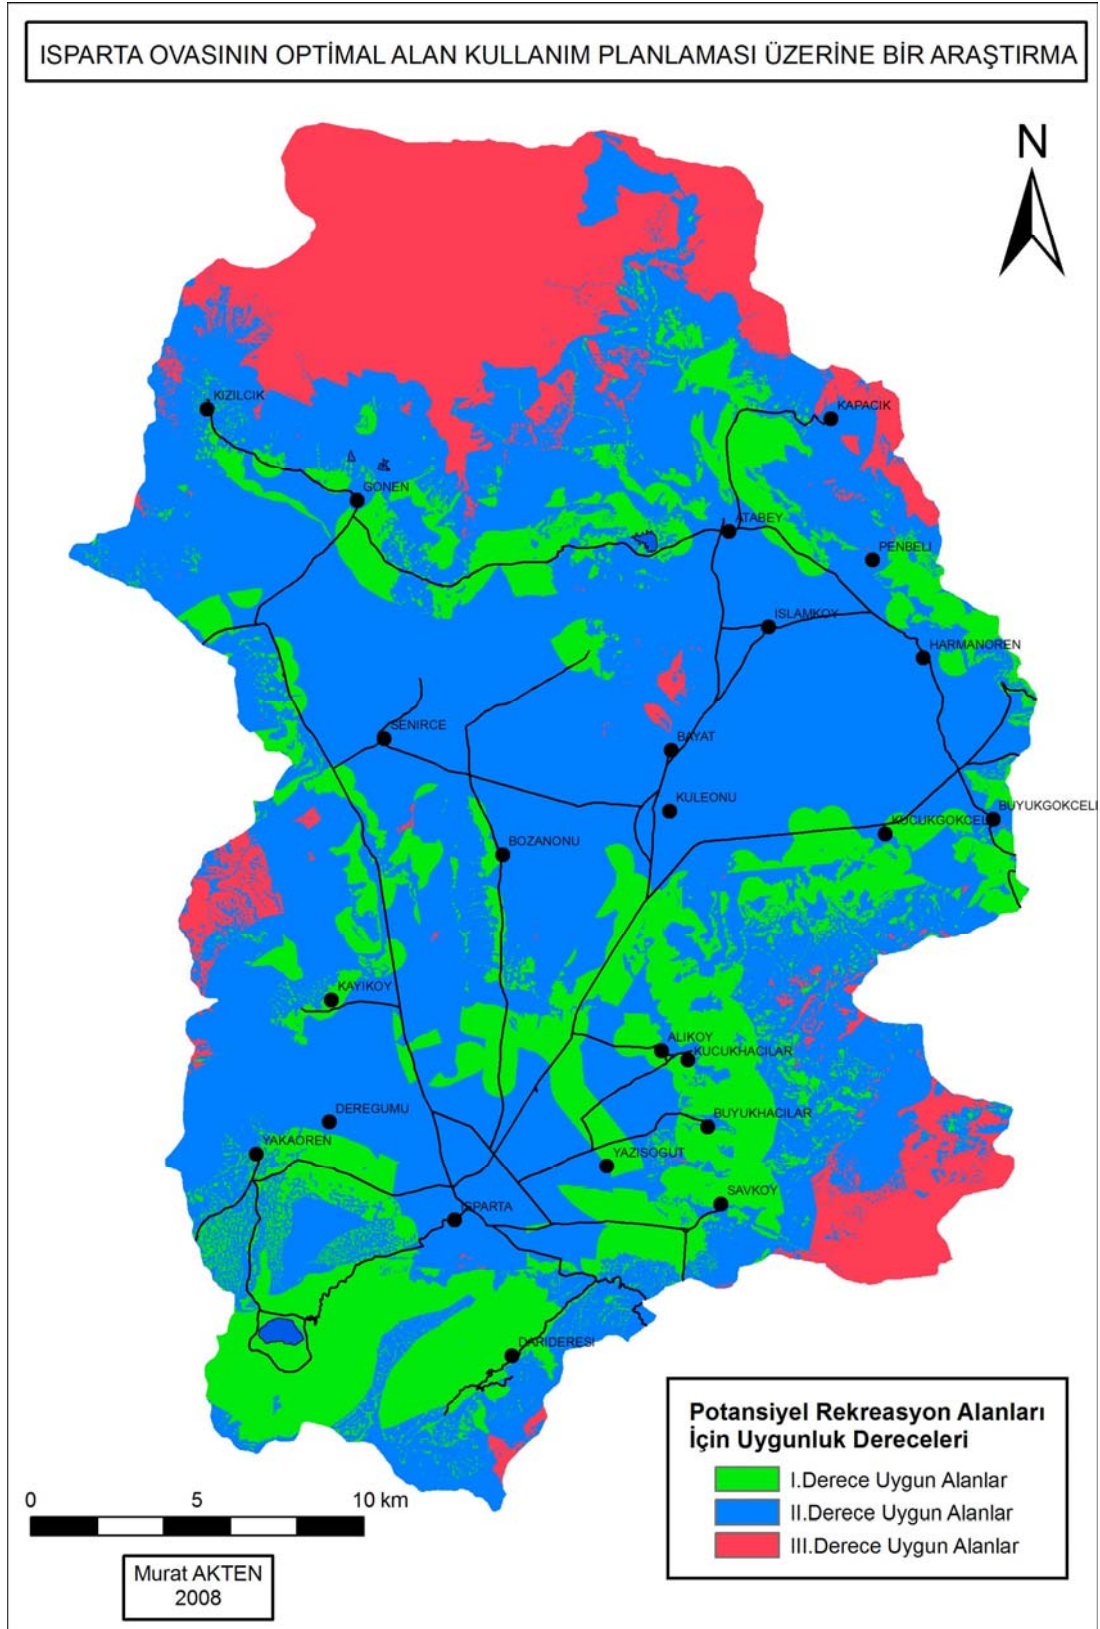 ISPARTA OVASININ OPTİMAL ALAN KULLANIM PLANLAMASI ÜZERİNE BİR ARAŞTIRMA
N
KIZILCIK
KAPACIK
GONEN
ATABEY
PENBELI
ISLAMKOY
HARMANOREN
SENIRCE
BAYAT
KULEONU
BUYUKGOKCELI
KUCUKGOKCELI
BOZANONU
KAYIKOY
ALIKOY
KUCUKHACILAR
DEREGUMU
BUYUKHACILAR
YAKAOREN
YAZISOGUT
SAVKOY
ISPARTA
DARIDERESI
Potansiyel Rekreasyon Alanları
İçin Uygunluk Dereceleri
I.Derece Uygun Alanlar
II.Derece Uygun Alanlar
III.Derece Uygun Alanlar
0 5 10 km
Murat AKTEN
2008